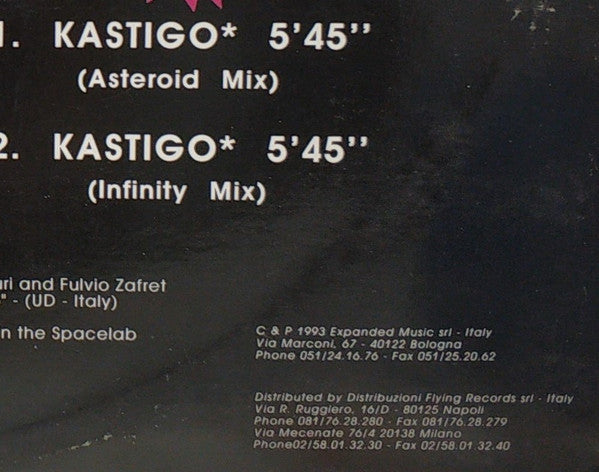 1. KASTIGO* 5'45''
(Asteroid Mix)
2. KASTIGO* 5'45''
(Infinity Mix)
and Fulvio Zafret
" - (UD - Italy)
the Spacelab
C & P 1993 Expanded Music srl - Italy
Via Marconi, 67 - 40122 Bologna
Phone 051/24.16.76 - Fax 051/25.20.62
Distributed by Distribuzioni Flying Records srl - Italy
Via R. Ruggiero, 16/D - 80125 Napoli
Phone 081/76.28.280 - Fax 081/76.28.279
Via Mecenate 76/4 20138 Milano
Phone02/58.01.32.30 - Fax 02/58.01.32.40